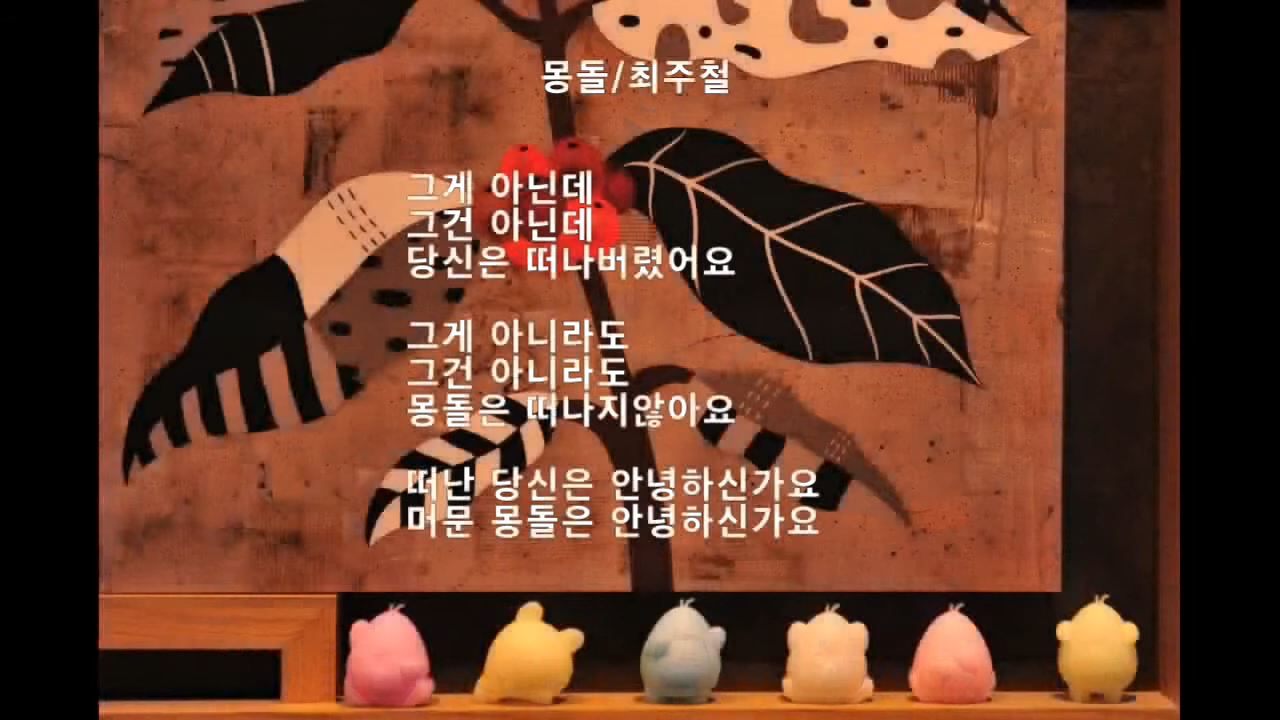 몽돌/최주철
그게 아닌데
그건 아닌데
당신은 떠나버렸어요
그게 아니라도
그건 아니라도
몽돌은 떠나지않아요
떠난 당신은 안녕하신가요
머문 몽돌은 안녕하신가요